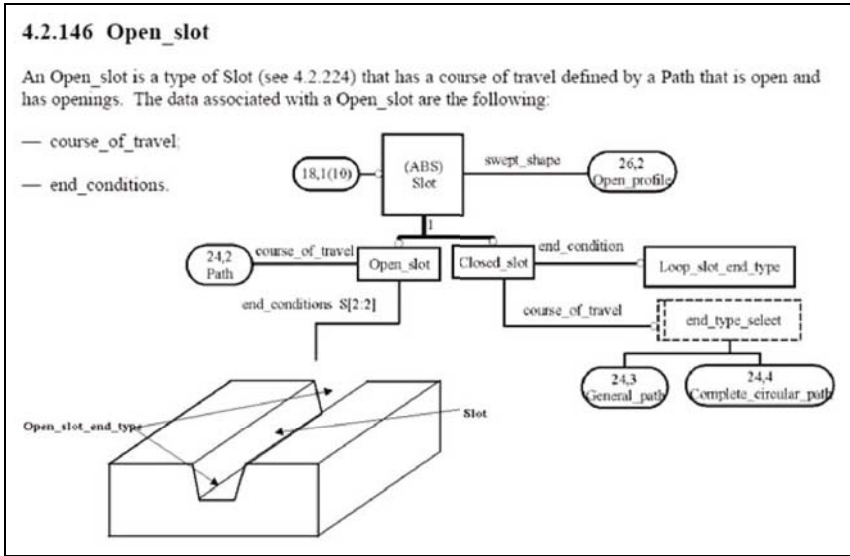 4.2.146 Open_slot
An Open_slot is a type of Slot (see 4.2.224) that has a course of travel defined by a Path that is open and
has openings. The data associated with a Open_slot are the following:
— course_of_travel;
— end_conditions.
18,1(10)
(ABS)
Slot
swept_shape
26,2
Open_profile
1
24,2
Path
course_of_travel
Open_slot
Closed_slot
end_condition
Loop_slot_end_type
end_conditions S[2:2]
course_of_travel
end_type_select
24,3
General_path
24,4
Complete_circular_path
Open_slot_end_type
Slot